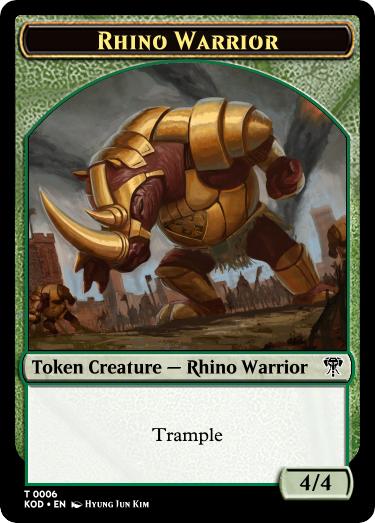 Rhino Warrior
Token Creature — Rhino Warrior
Trample
4/4
T 0006
KOD • EN Hyung Jun Kim